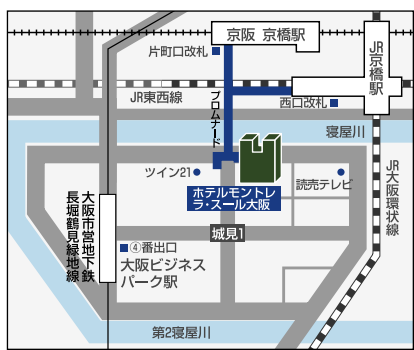 京阪 京橋駅
片町口改札
JR京橋駅
JR東西線
西口改札
プロムナード
寝屋川
ツイン21
読売テレビ
ホテルモントレ
ラ・スール大阪
JR大阪環状線
大阪市営地下鉄
長堀鶴見緑地線
城見1
④番出口
大阪ビジネス
パーク駅
第2寝屋川